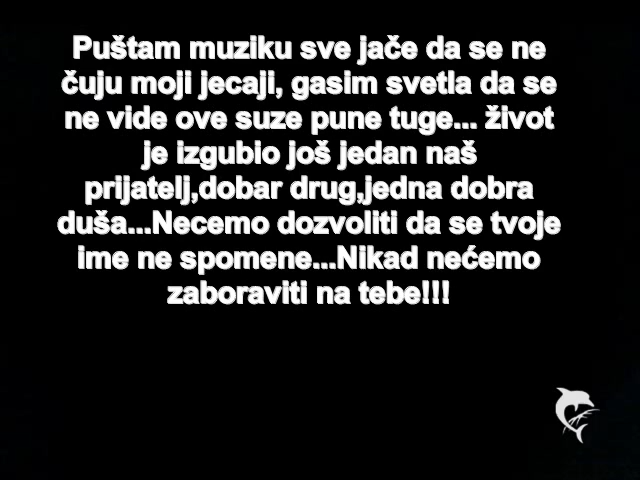 Puštam muziku sve jače da se ne
čuju moji jecaji, gasim svetla da se
ne vide ove suze pune tuge... život
je izgubio još jedan naš
prijatelj,dobar drug,jedna dobra
duša...Necemo dozvoliti da se tvoje
ime ne spomene...Nikad nećemo
zaboraviti na tebe!!!